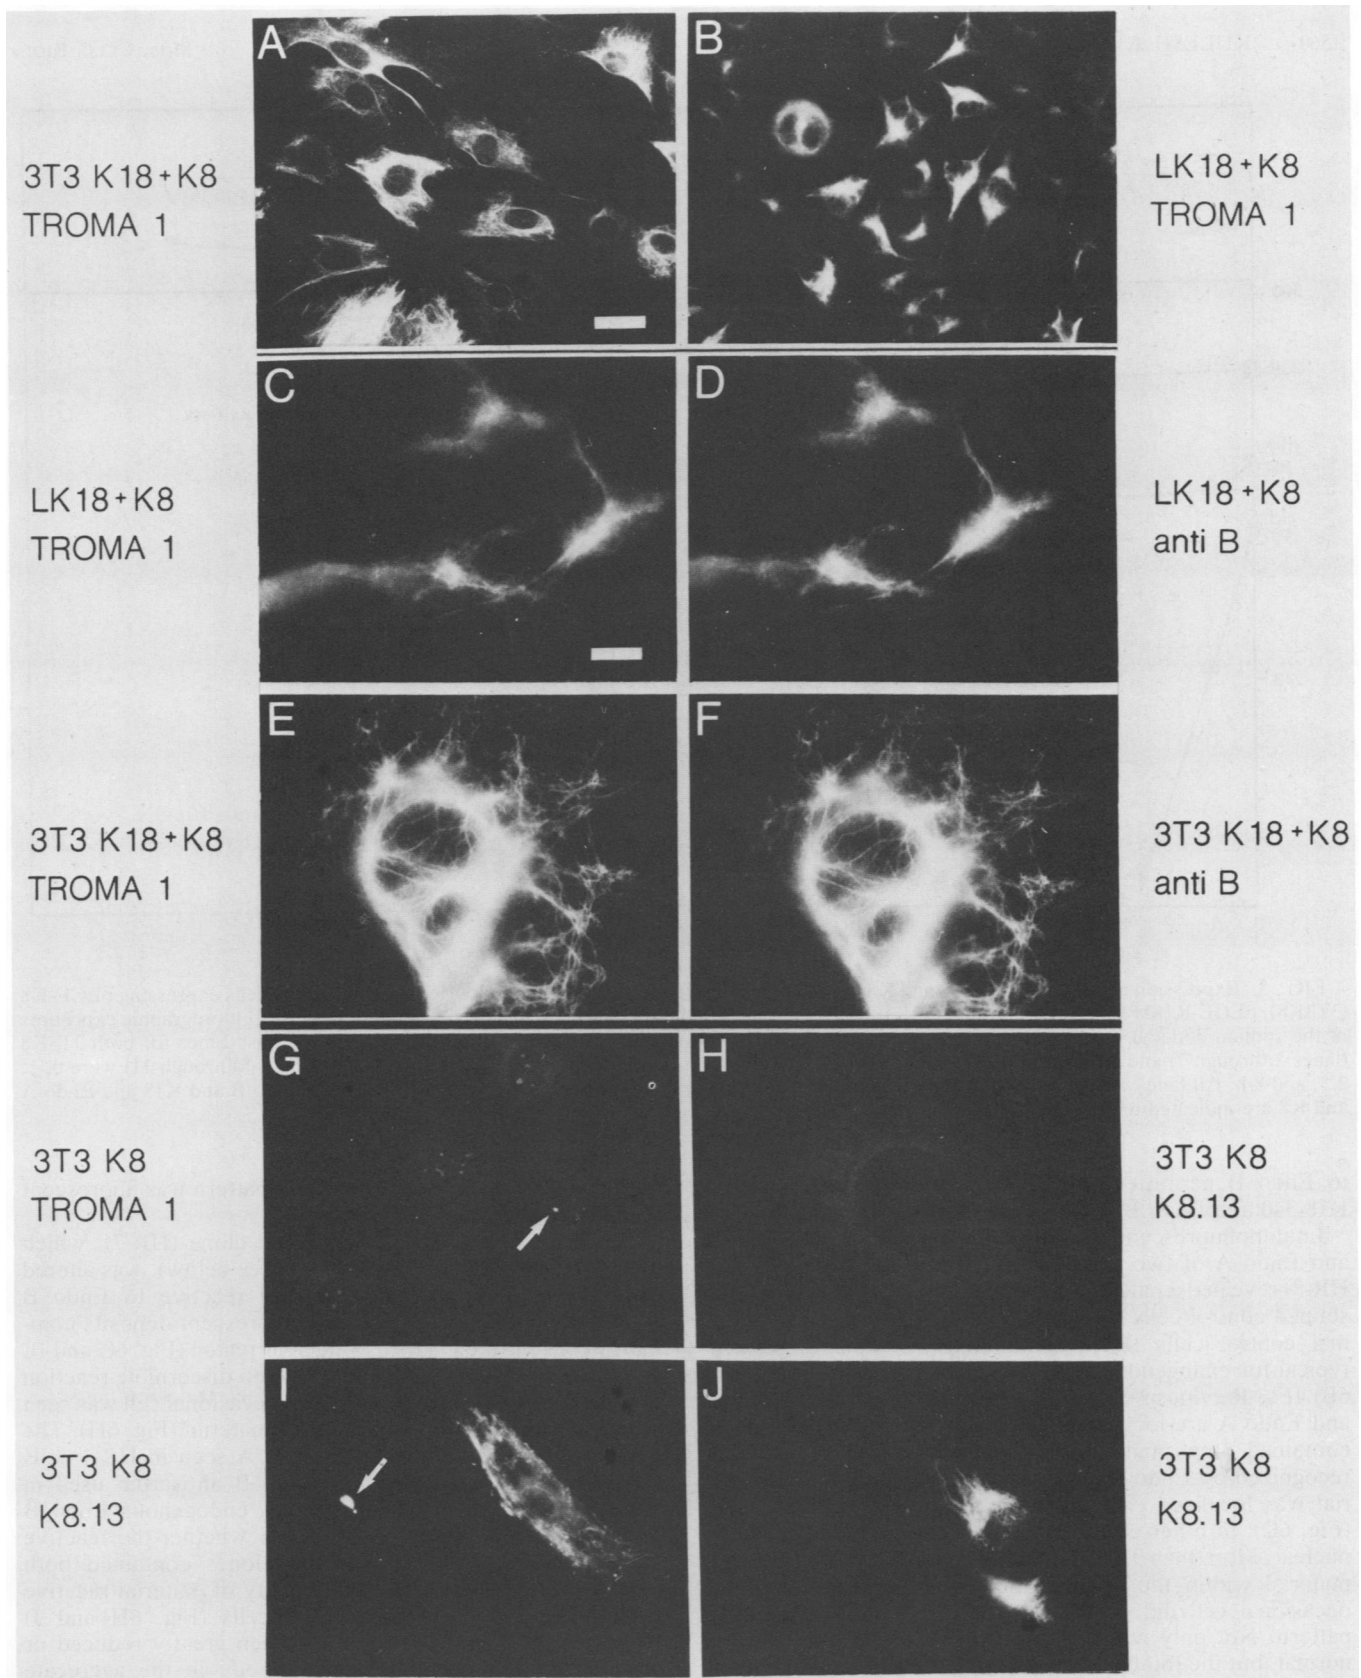 A
B
3T3 K18+K8
TROMA 1
LK18+K8
TROMA 1
C
D
LK18+K8
TROMA 1
LK18+K8
anti B
E
F
3T3 K18+K8
TROMA 1
3T3 K18+K8
anti B
G
H
3T3 K8
TROMA 1
3T3 K8
K8.13
I
J
3T3 K8
K8.13
3T3 K8
K8.13